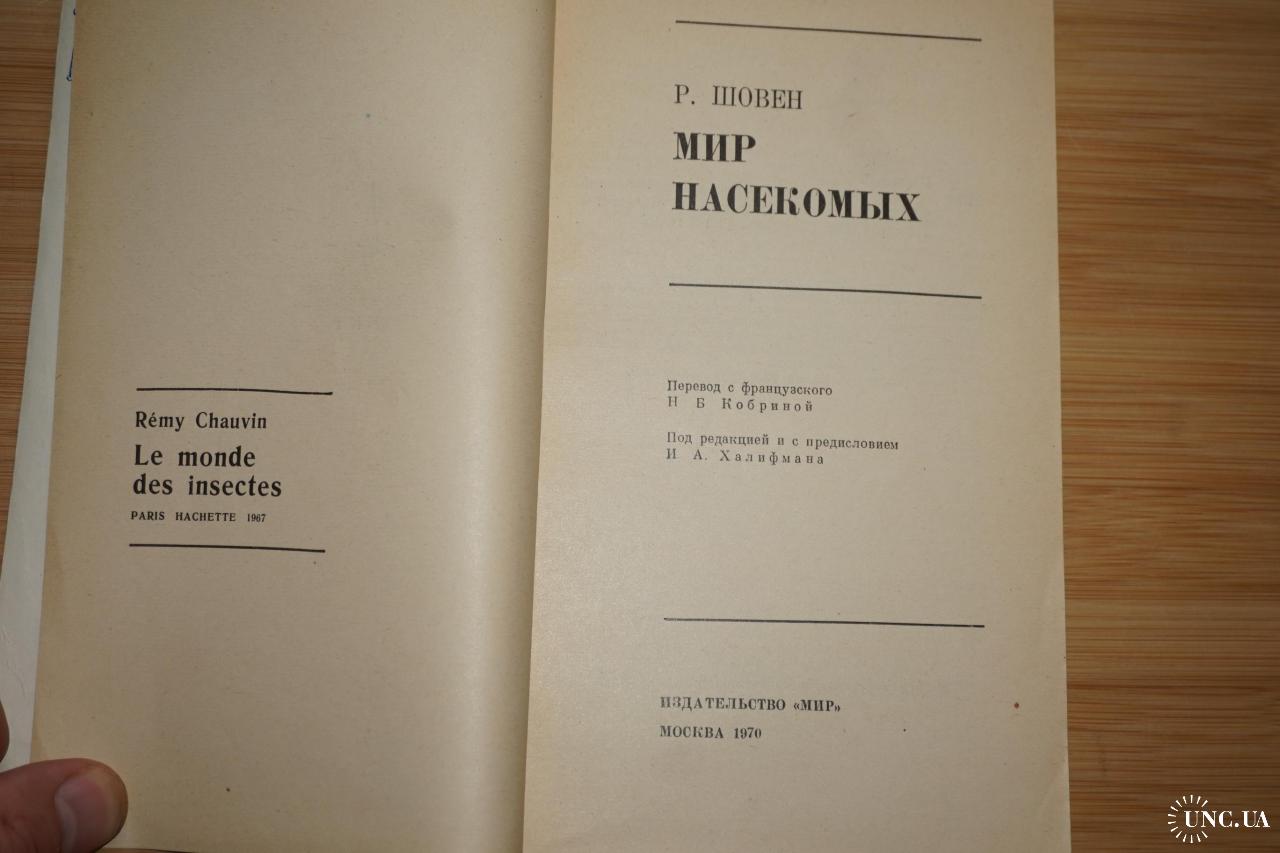 Rémy Chauvin
Le monde
des insectes
PARIS HACHETTE 1967
Р. ШОВЕН
МИР
НАСЕКОМЫХ
Перевод с французского
Н Б Кобриной
Под редакцией и с предисловием
И А. Халифмана
ИЗДАТЕЛЬСТВО «МИР»
МОСКВА 1970
UNC.UA